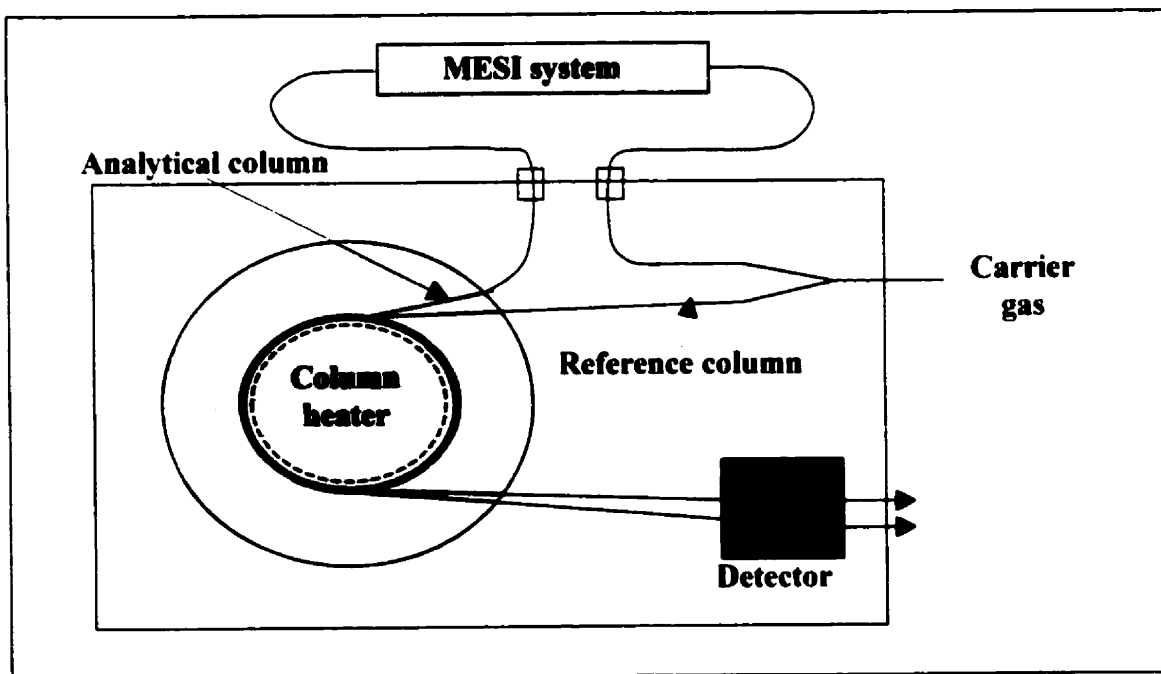 MESI system
Analytical column
Carrier
gas
Reference column
Column
heater
Detector